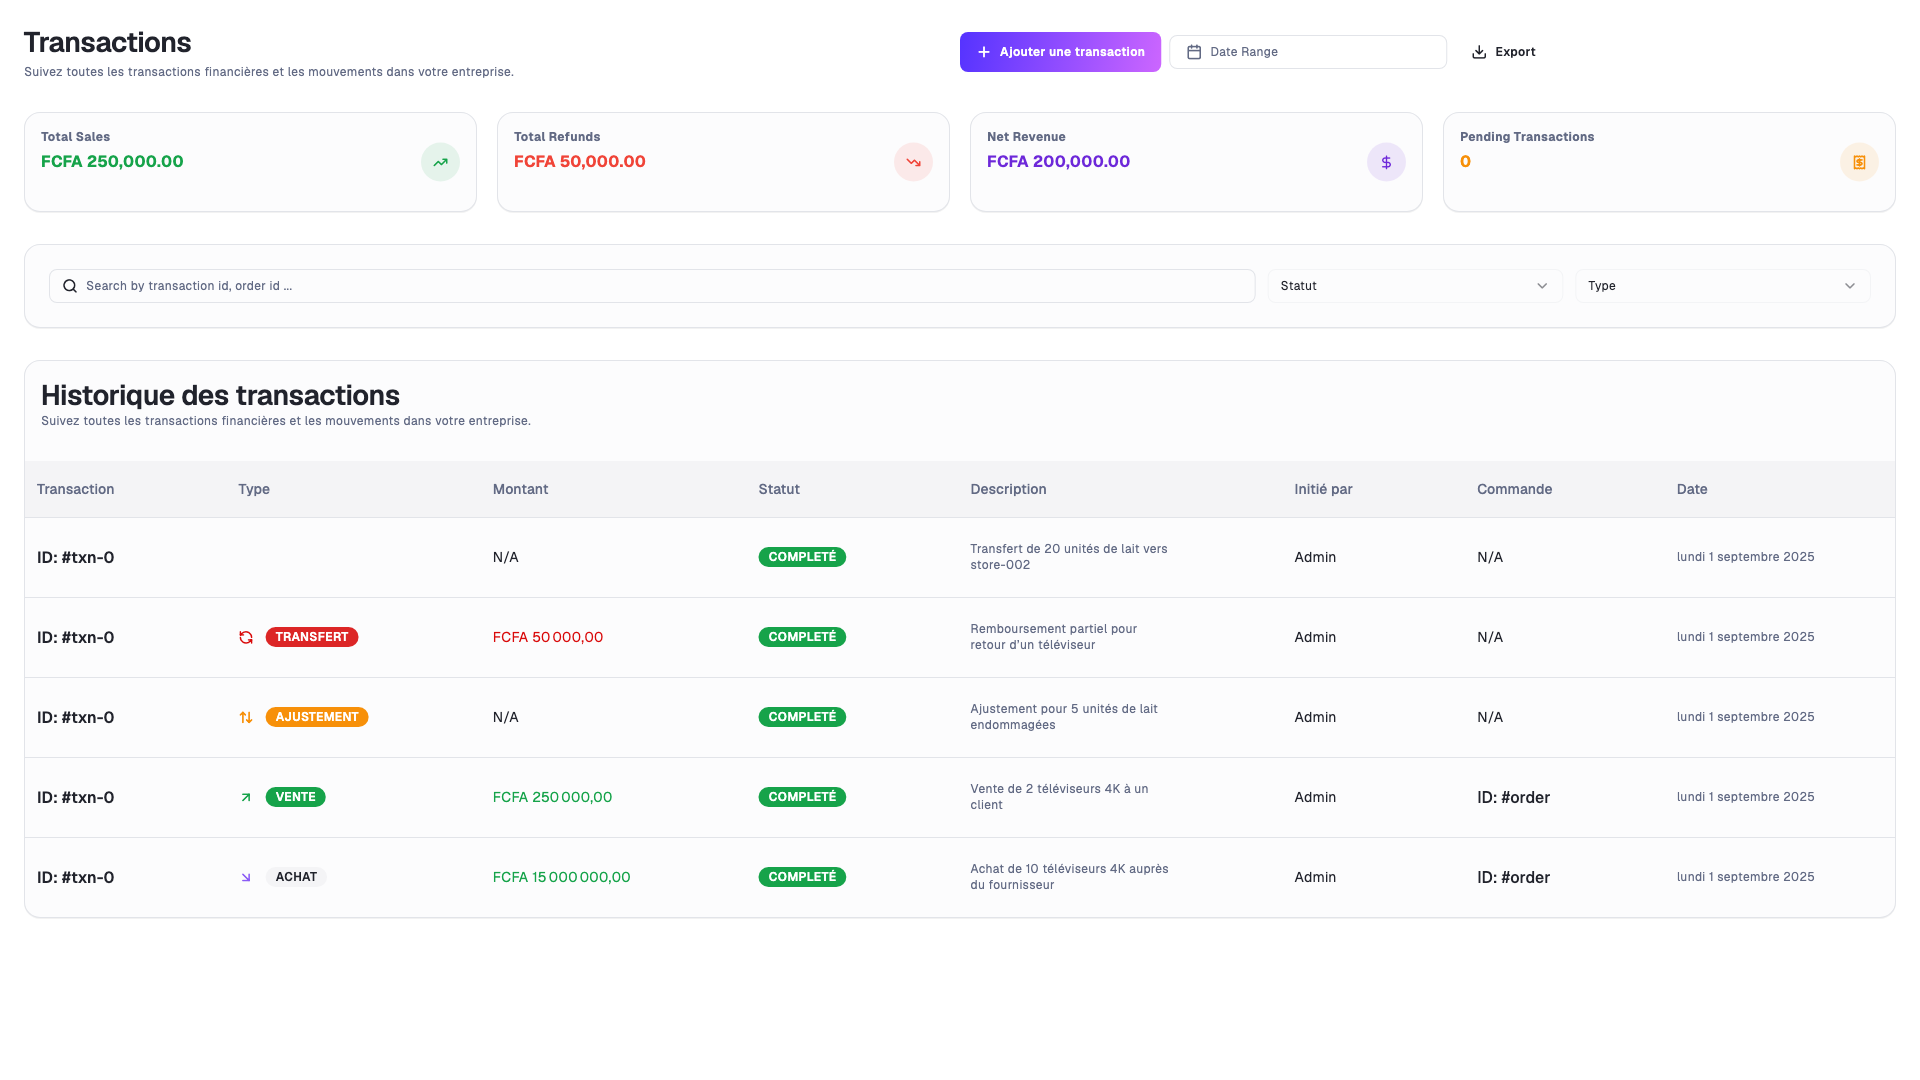 Transactions
Suivez toutes les transactions financières et les mouvements dans votre entreprise.
Ajouter une transaction
Date Range
Export
Total Sales
FCFA 250,000.00
Total Refunds
FCFA 50,000.00
Net Revenue
FCFA 200,000.00
Pending Transactions
0
Search by transaction id, order id ...
Statut
Type
Historique des transactions
Suivez toutes les transactions financières et les mouvements dans votre entreprise.
Transaction Type Montant Statut Description Initié par Commande Date
ID: #txn-0 N/A COMPLETÉ Transfert de 20 unités de lait vers
store-002 Admin N/A lundi 1 septembre 2025
ID: #txn-0 TRANSFERT FCFA 50 000,00 COMPLETÉ Remboursement partiel pour
retour d'un téléviseur Admin N/A lundi 1 septembre 2025
ID: #txn-0 AJUSTEMENT N/A COMPLETÉ Ajustement pour 5 unités de lait
endommagées Admin N/A lundi 1 septembre 2025
ID: #txn-0 VENTE FCFA 250 000,00 COMPLETÉ Vente de 2 téléviseurs 4K à un
client Admin ID: #order lundi 1 septembre 2025
ID: #txn-0 ACHAT FCFA 15 000 000,00 COMPLETÉ Achat de 10 téléviseurs 4K auprès
du fournisseur Admin ID: #order lundi 1 septembre 2025